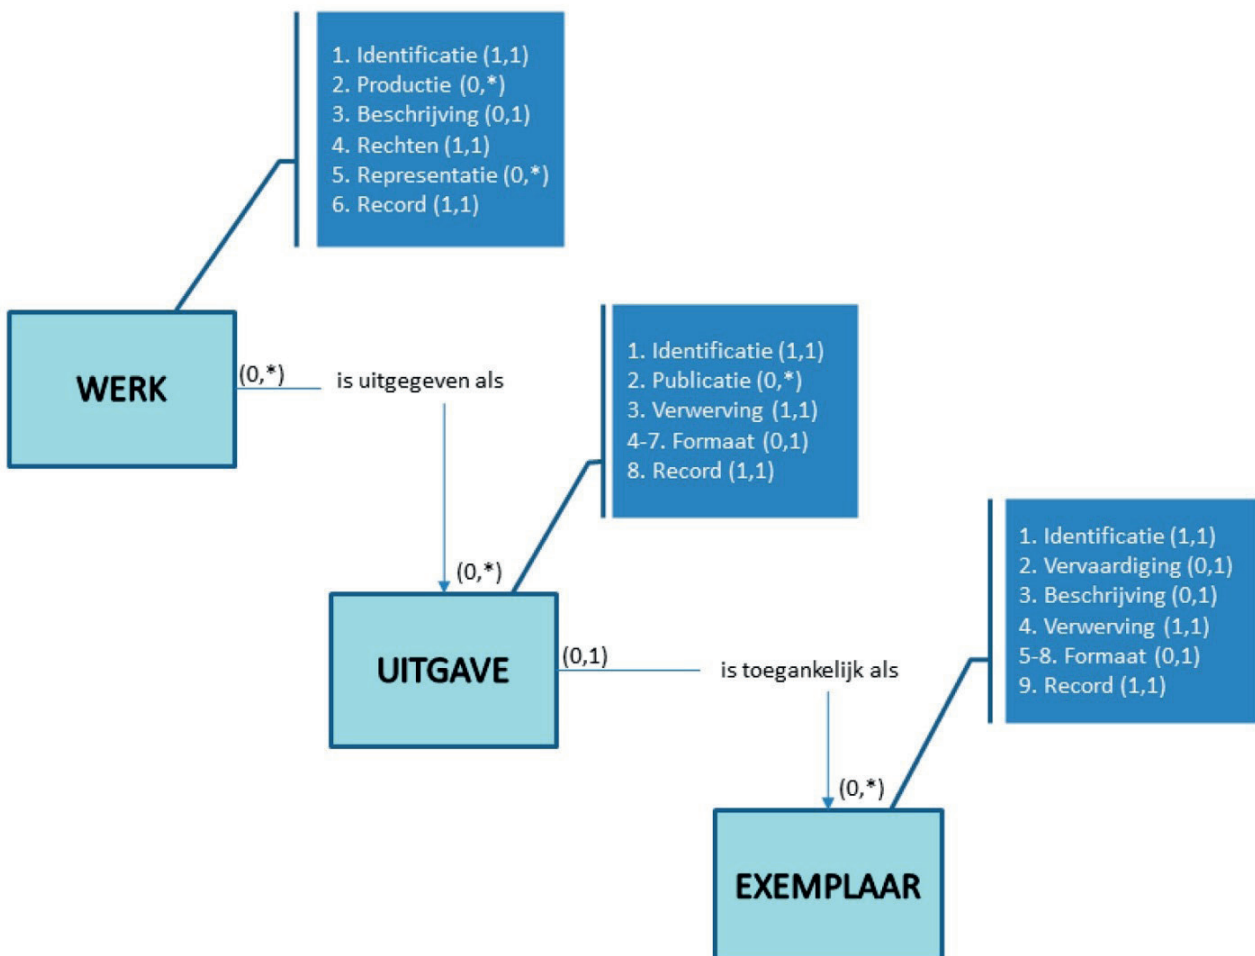 1. Identificatie (1,1)
2. Productie (0,*)
3. Beschrijving (0,1)
4. Rechten (1,1)
5. Representatie (0,*)
6. Record (1,1)
WERK
(0,*)
is uitgegeven als
1. Identificatie (1,1)
2. Publicatie (0,*)
3. Verwerving (1,1)
4-7. Formaat (0,1)
8. Record (1,1)
(0,*)
UITGAVE
(0,1)
is toegankelijk als
1. Identificatie (1,1)
2. Vervaardiging (0,1)
3. Beschrijving (0,1)
4. Verwerving (1,1)
5-8. Formaat (0,1)
9. Record (1,1)
(0,*)
EXEMPLAAR